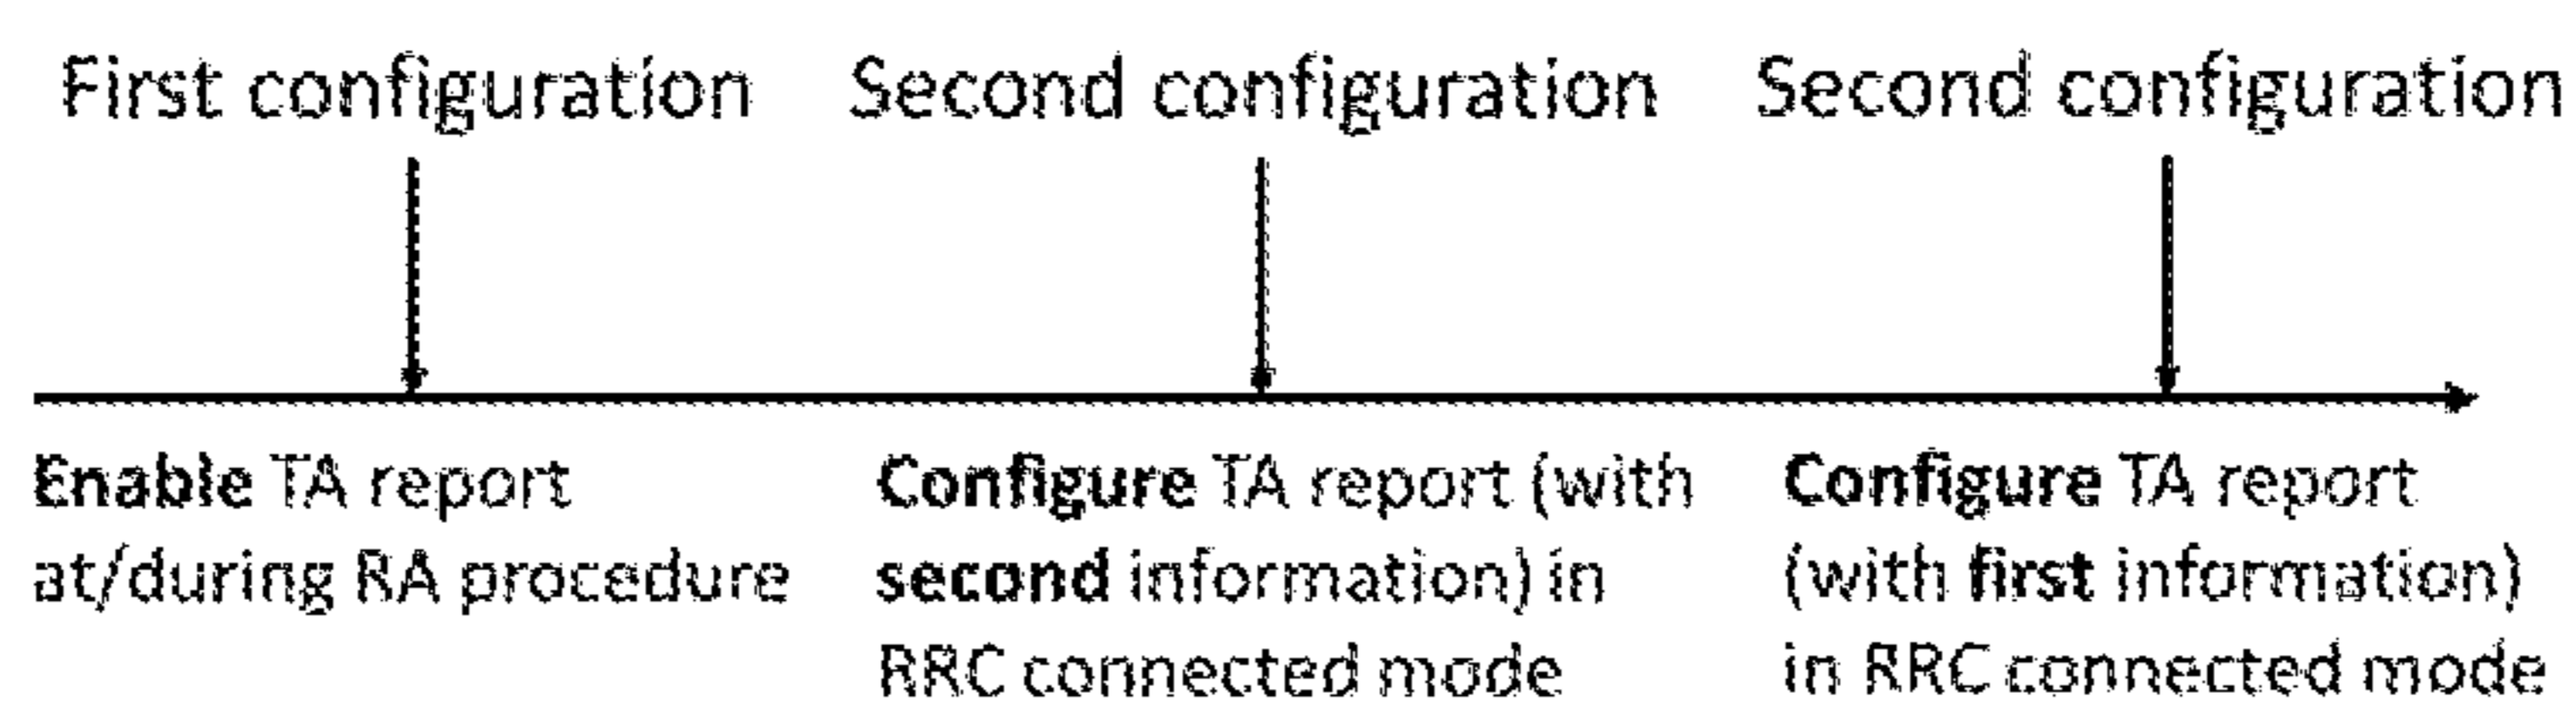 First configuration
Second configuration
Second configuration
Enable TA report
at/during RA procedure
Configure TA report (with
second information) in
RRC connected mode
Configure TA report
(with first information)
in RRC connected mode